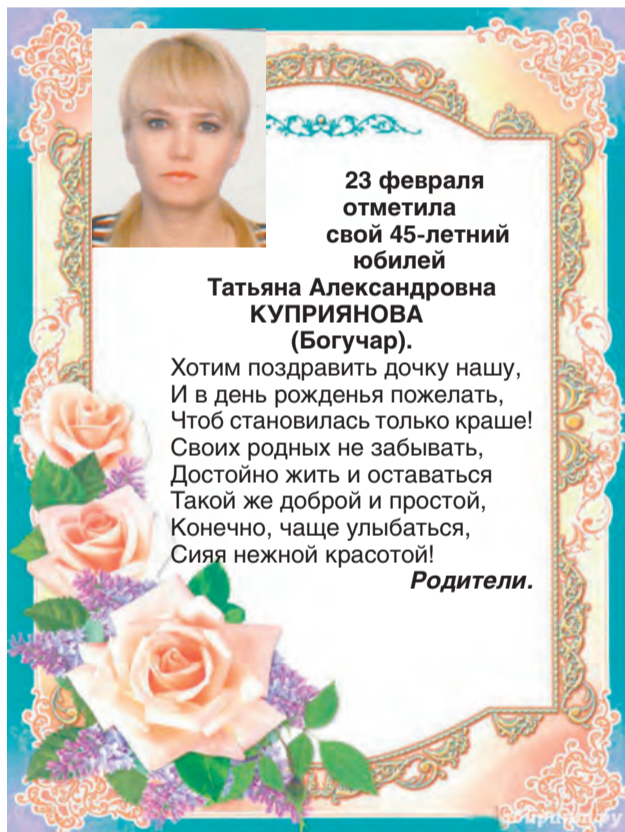 23 февраля
отметила
свой 45-летний
юбилей
Татьяна Александровна
КУПРИЯНОВА
(Богучар).
Хотим поздравить дочку нашу,
И в день рожденья пожелать,
Чтоб становилась только краше!
Своих родных не забывать,
Достойно жить и оставаться
Такой же доброй и простой,
Конечно, чаще улыбаться,
Сияя нежной красотой!
Родители.